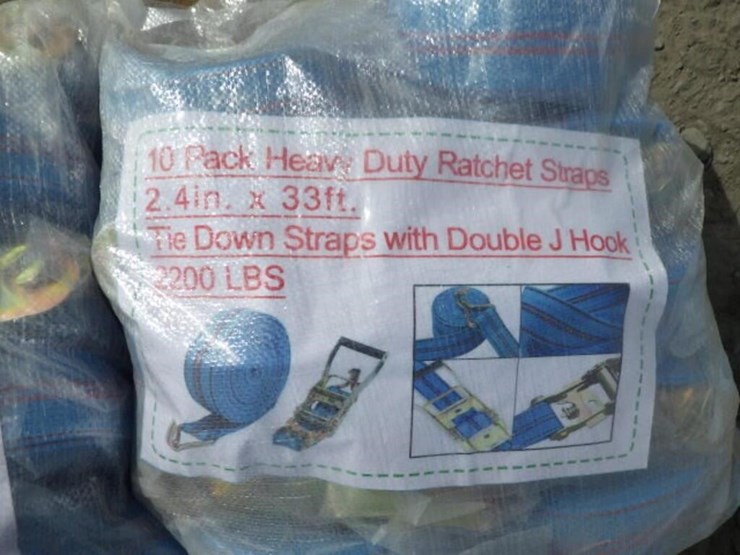 10 Pack Heavy Duty Ratchet Straps
2.4in. x 33ft.
Tie Down Straps with Double J Hook
2200 LBS